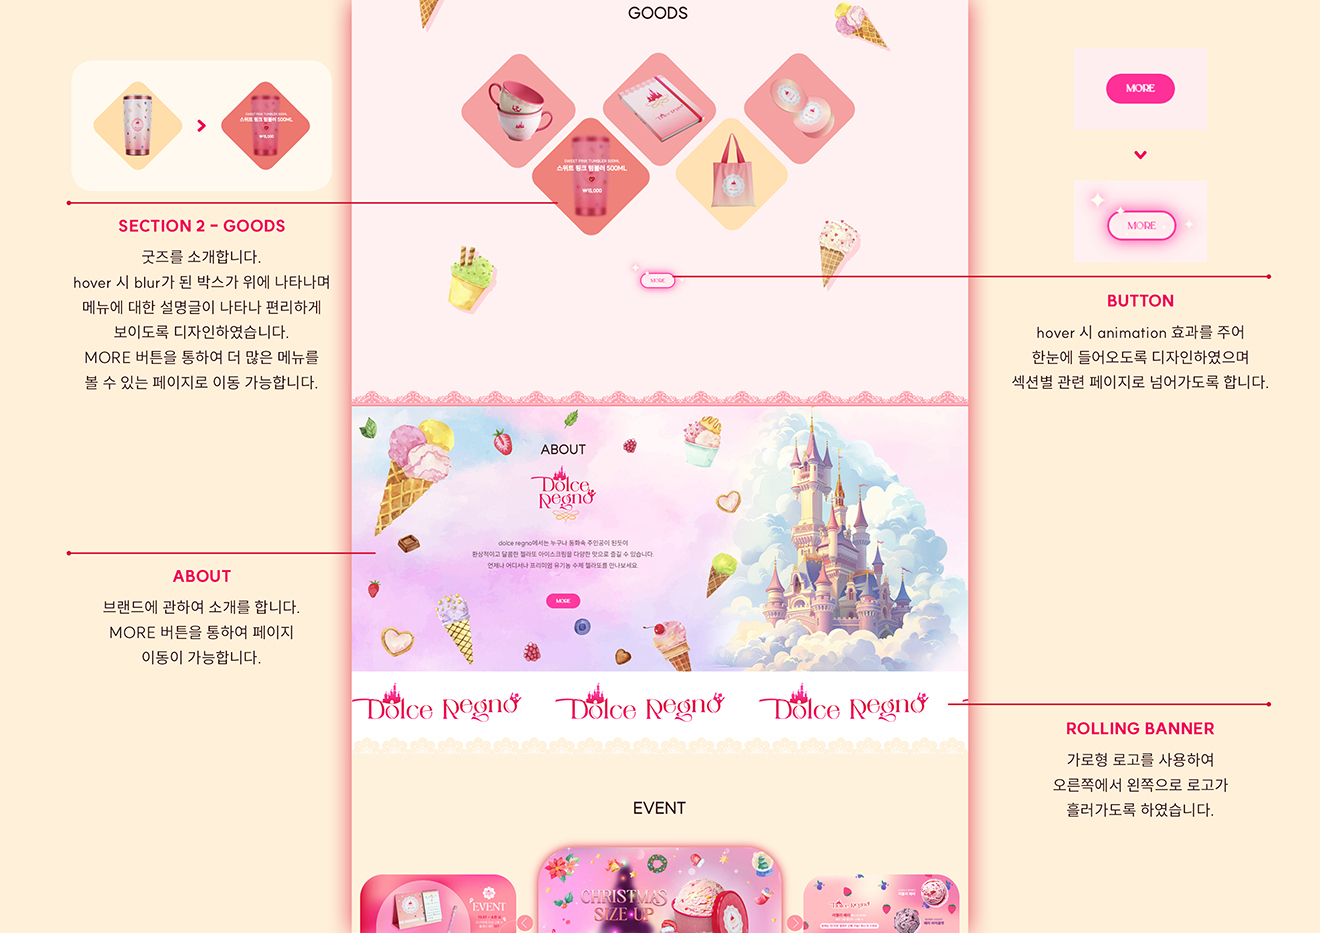 GOODS
SWEET PINK TUMBLER 500ML
스위트 핑크 텀블러 500ML
₩15,000
SECTION 2 - GOODS
굿즈를 소개합니다.
hover 시 blur가 된 박스가 위에 나타나며
메뉴에 대한 설명글이 나타나 편리하게
보이도록 디자인하였습니다.
MORE 버튼을 통하여 더 많은 메뉴를
볼 수 있는 페이지로 이동 가능합니다.
SWEET PINK TUMBLER 500ML
스위트 핑크 텀블러 500ML
₩15,000
MORE
MORE
MORE
BUTTON
hover 시 animation 효과를 주어
한눈에 들어오도록 디자인하였으며
섹션별 관련 페이지로 넘어가도록 합니다.
ABOUT
Dolce
Regno
dolce regno에서는 누구나 동화속 주인공이 된듯이
환상적이고 달콤한 젤라또 아이스크림을 다양한 맛으로 즐길 수 있습니다.
언제나 어디서나 프리미엄 유기농 수제 젤라또를 만나보세요.
MORE
ABOUT
브랜드에 관하여 소개를 합니다.
MORE 버튼을 통하여 페이지
이동이 가능합니다.
Dolce Regno
Dolce Regno
Dolce Regno
ROLLING BANNER
가로형 로고를 사용하여
오른쪽에서 왼쪽으로 로고가
흘러가도록 하였습니다.
EVENT
EVENT
CHRISTMAS
SIZE UP
Dolce Regno